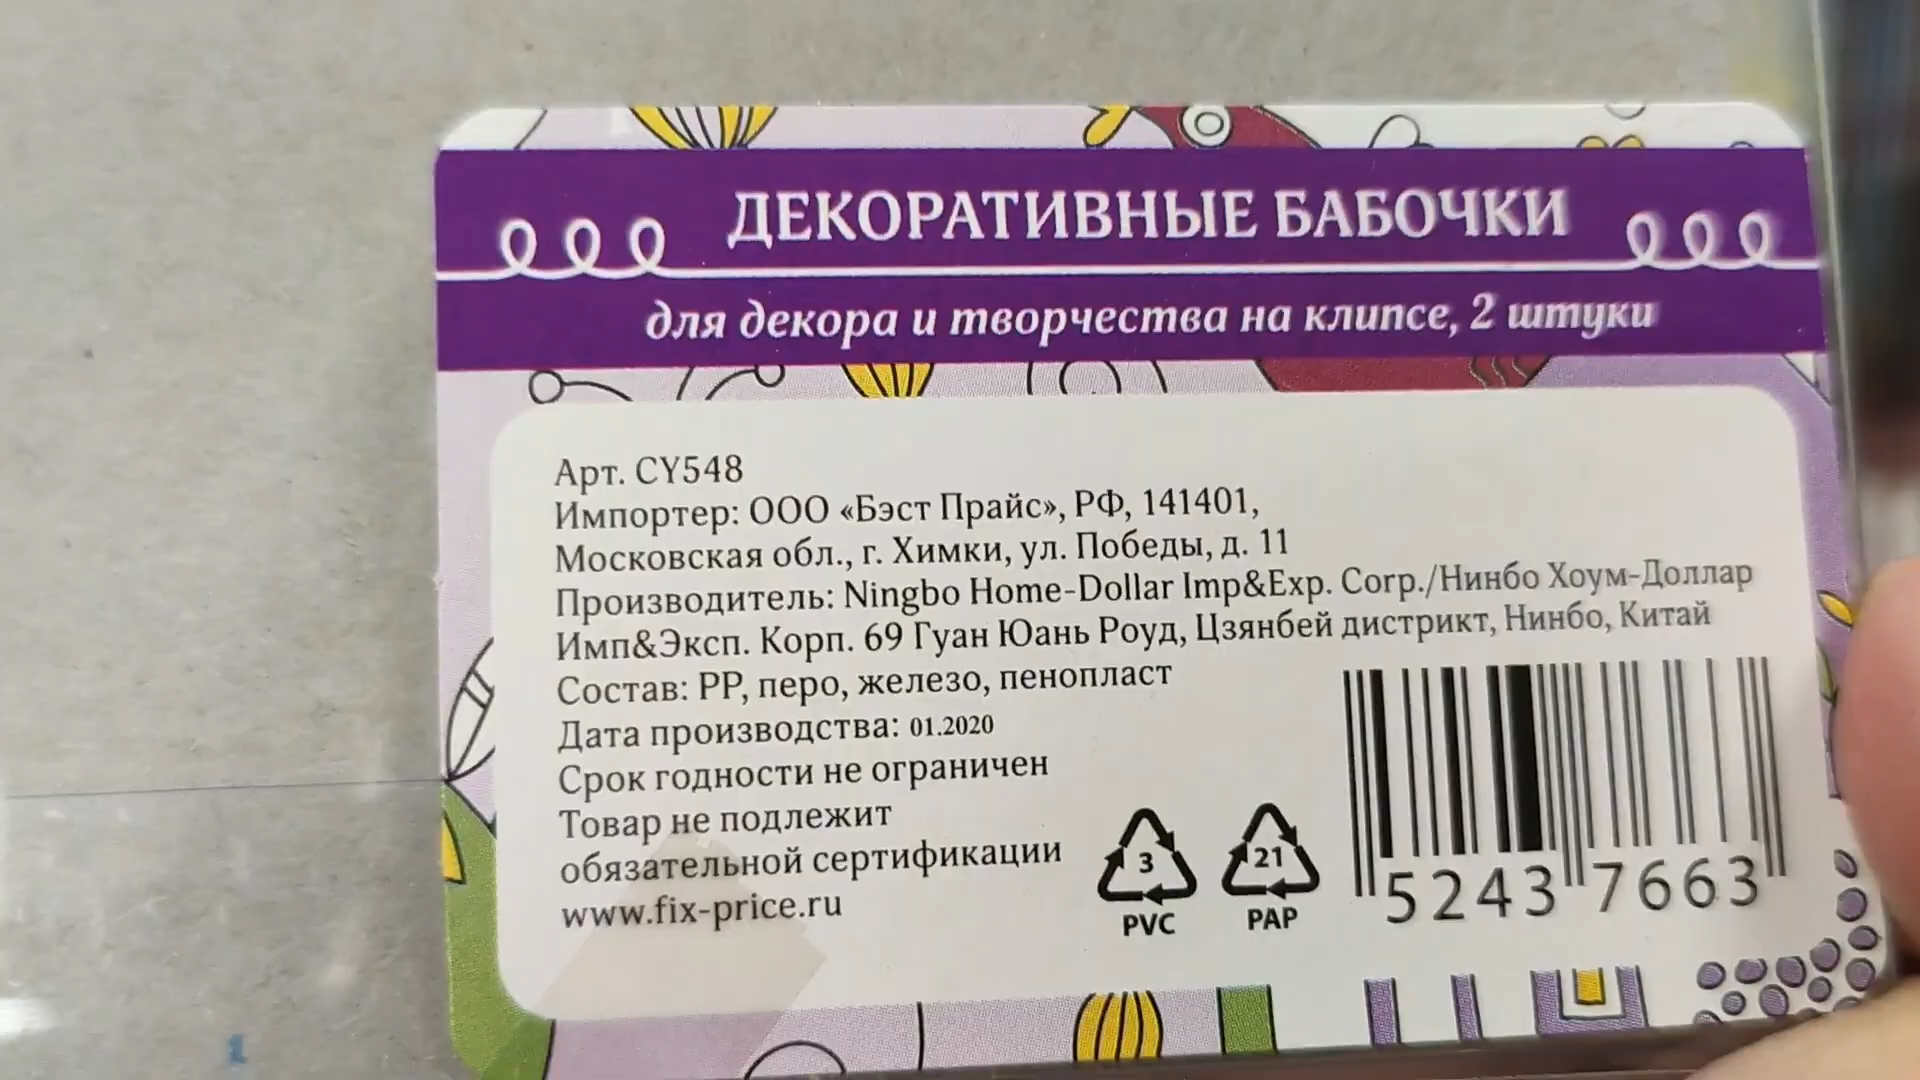 ДЕКОРАТИВНЫЕ БАБОЧКИ
для декора и творчества на клипсе, 2 штуки
Арт. CY548
Импортер: ООО «Бэст Прайс», РФ, 141401,
Московская обл., г. Химки, ул. Победы, д. 11
Производитель: Ningbo Home-Dollar Imp&Exp. Corp./Нинбо Хоум-Доллар
Имп&Эксп. Корп. 69 Гуан Юань Роуд, Цзянбей дистрикт, Нинбо, Китай
Состав: PP, перо, железо, пенопласт
Дата производства: 01.2020
Срок годности не ограничен
Товар не подлежит
обязательной сертификации
www.fix-price.ru
3
PVC
21
PAP
5243 7663
1